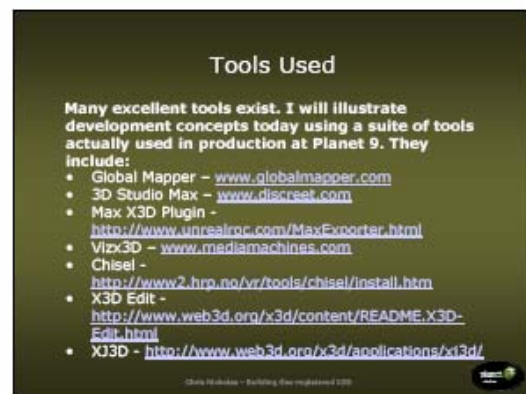 Tools Used
Many excellent tools exist. I will illustrate
development concepts today using a suite of tools
actually used in production at Planet 9. They
include:
• Global Mapper – www.globalmapper.com
• 3D Studio Max – www.discreet.com
• Max X3D Plugin -
http://www.unrealroc.com/MaxExporter.html
• Vizx3D – www.mediamachines.com
• Chisel -
http://www2.hrp.no/vr/tools/chisel/install.htm
• X3D Edit -
http://www.web3d.org/x3d/content/README.X3D-
Edit.html
• XJ3D - http://www.web3d.org/x3d/applications/xj3d/